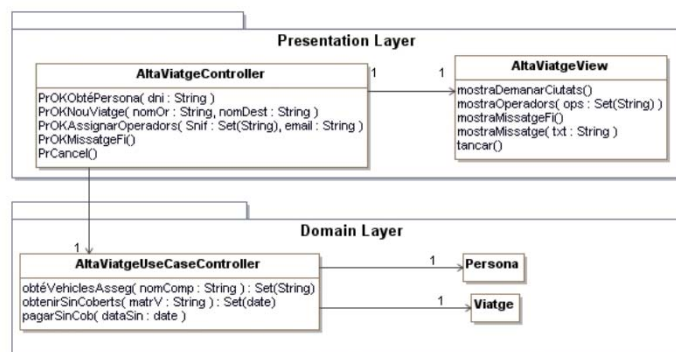 Presentation Layer
AltaViatgeController
PrOKObtéPersona( dni : String )
PrOKNouViatge( nomOr : String, nomDest : String )
PrOKAssignarOperadors( Snif : Set(String), email : String )
PrOKMissatgeFi()
PrCancel()
1
1
AltaViatgeView
mostraDemanarCiutats()
mostraOperadors( ops : Set(String) )
mostraMissatgeFi()
mostraMissatge( txt : String )
tancar()
Domain Layer
1
AltaViatgeUseCaseController
obtéVehiclesAsseg( nomComp : String ) : Set(String)
obtenirSinCoberts( matrV : String ) : Set(date)
pagarSinCob( dataSin : date )
1
Persona
1
Viatge